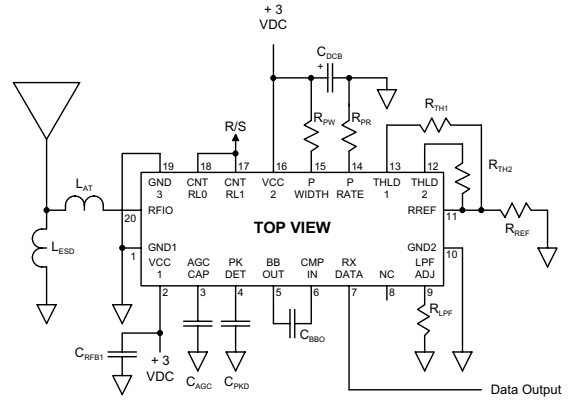 + 3
VDC
CDCB
+
R/S
RPW
RPR
RTH1
RTH2
19
18
17
16
15
14
13
12
GND
3
CNT
RL0
CNT
RL1
VCC
2
P
WIDTH
P
RATE
THLD
1
THLD
2
LAT
20
RFIO
RREF
11
RREF
TOP VIEW
LESD
1
GND1
GND2
10
VCC
1
AGC
CAP
PK
DET
BB
OUT
CMP
IN
RX
DATA
NC
LPF
ADJ
2
3
4
5
6
7
8
9
RLPF
CBBO
CRFB1
+ 3
VDC
CAGC
CPKD
Data Output